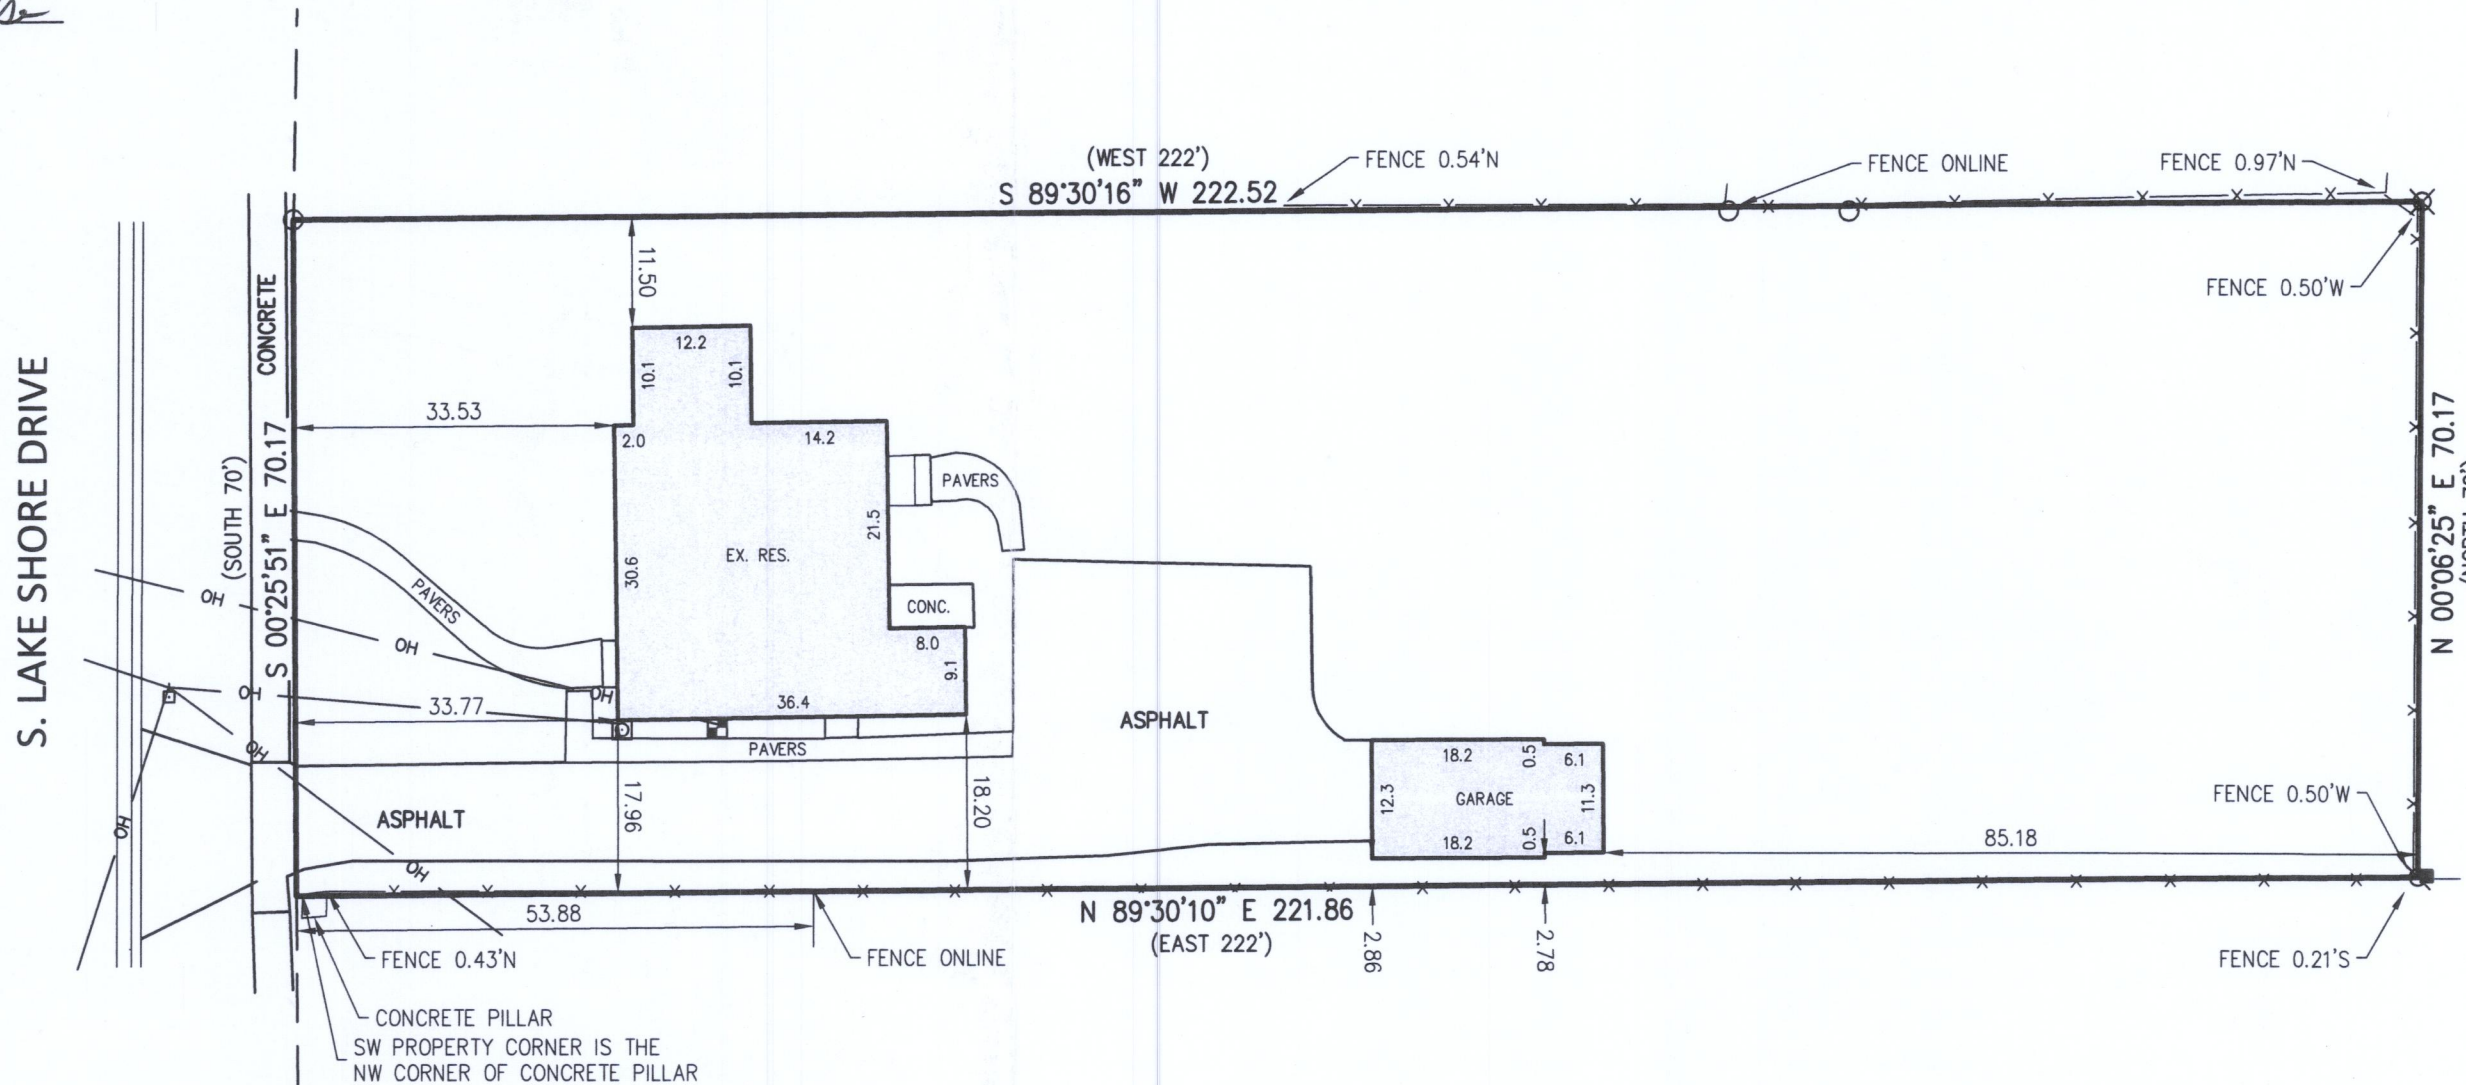 (WEST 222')
S 89°30'16" W 222.52
FENCE 0.54'N
FENCE ONLINE
FENCE 0.97'N
FENCE 0.50'W
11.50
CONCRETE
S. LAKE SHORE DRIVE
(SOUTH 70')
S 00°25'51" E 70.17
33.53
12.2
10.1
10.1
2.0
14.2
21.5
30.6
EX. RES.
PAVERS
CONC.
8.0
9.1
36.4
N 00°06'25" E 70.17
PAVERS
OH
OH
OH
OH
OH
OH
OH
33.77
PAVERS
ASPHALT
ASPHALT
17.96
18.20
18.2
0.5
6.1
12.3
GARAGE
11.3
18.2
0.5
6.1
85.18
FENCE 0.50'W
53.88
N 89°30'10" E 221.86
(EAST 222')
2.86
2.78
FENCE 0.43'N
FENCE ONLINE
FENCE 0.21'S
CONCRETE PILLAR
SW PROPERTY CORNER IS THE
NW CORNER OF CONCRETE PILLAR